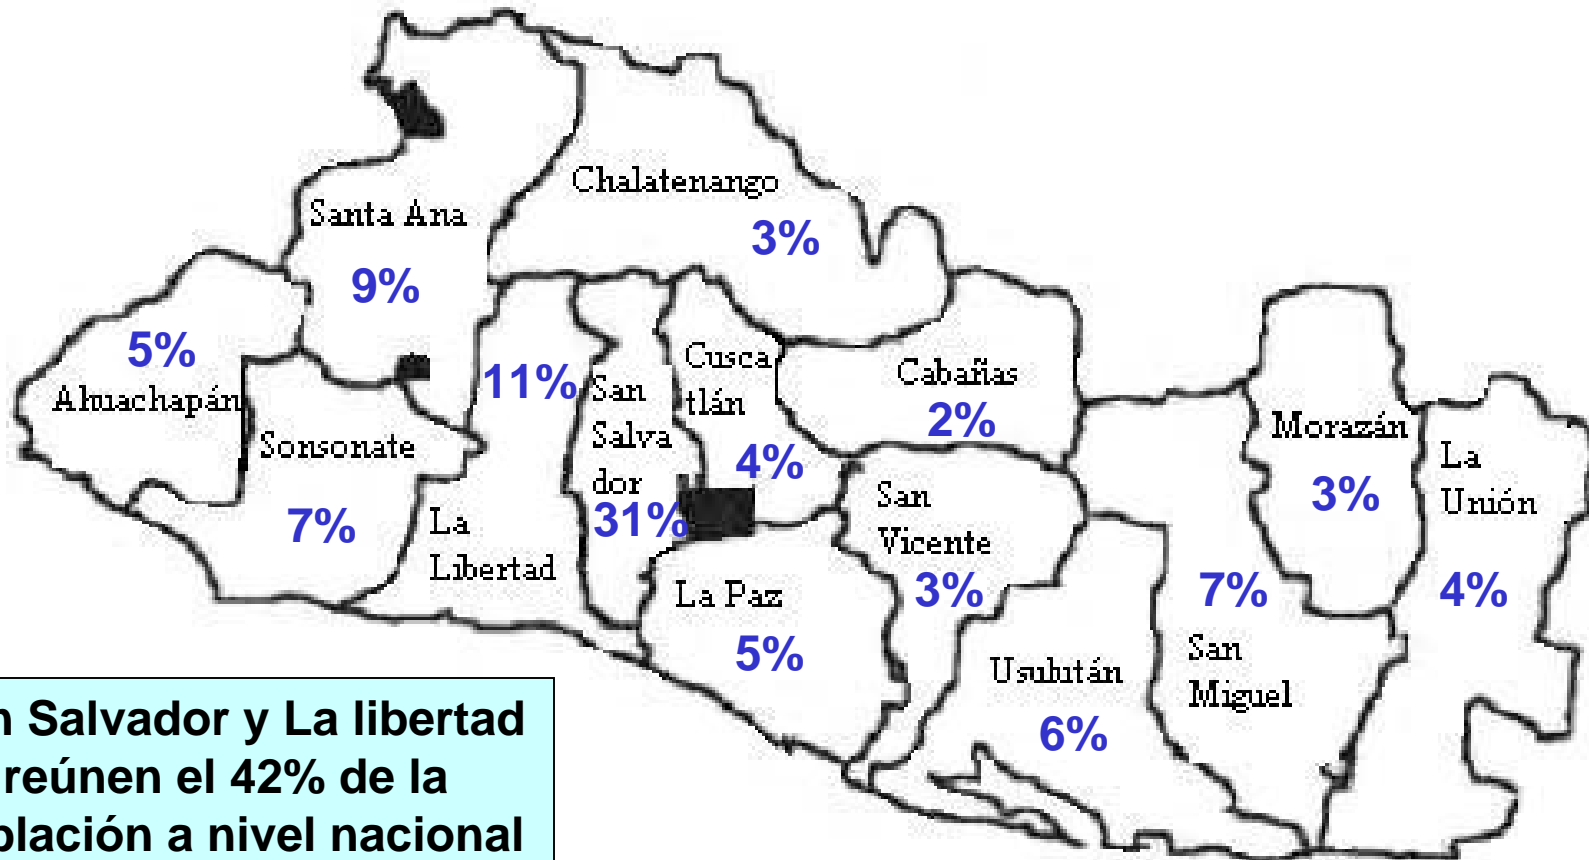 Chalatenango
3%
Santa Ana
9%
5%
Ahuachapán
Sonsonate
7%
11%
La
Libertad
San
Salva
dor
31%
Cusca
tlán
4%
Cabañas
2%
San
Vicente
3%
La Paz
5%
Usulután
6%
7%
San
Miguel
Morazán
3%
La
Unión
4%
n Salvador y La libertad
reúnen el 42% de la
blación a nivel nacional